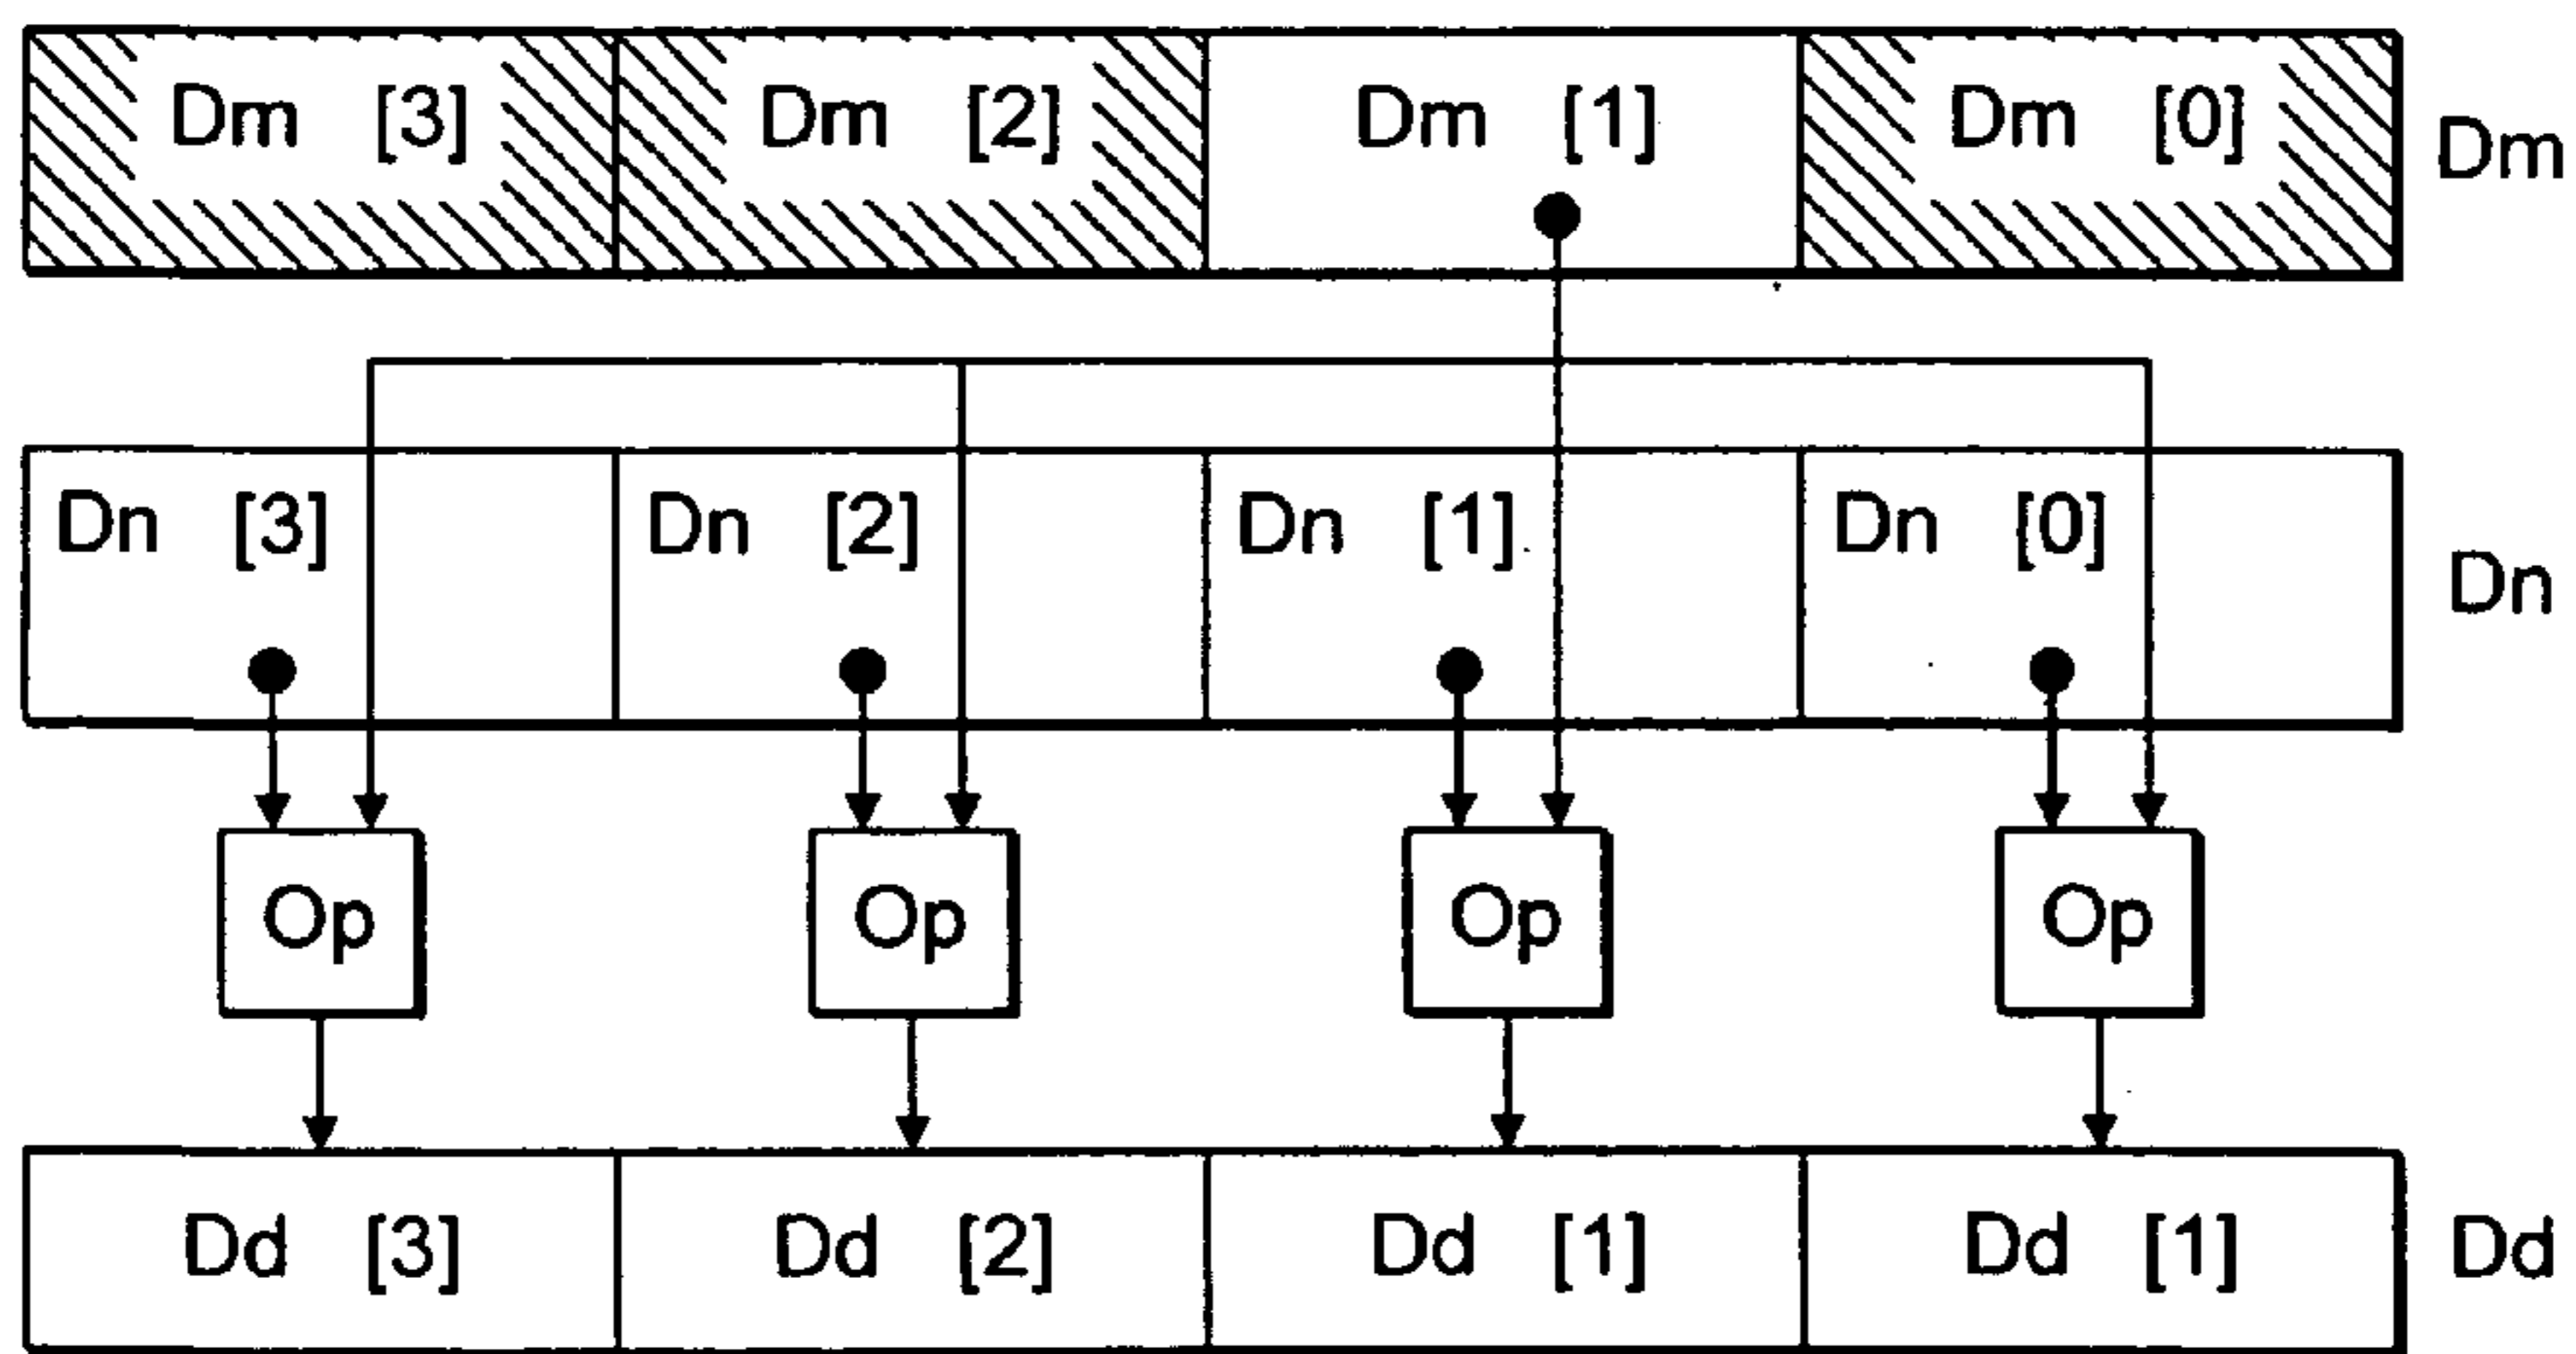 Dm [3] Dm [2] Dm [1] Dm [0] Dm
Dn [3] Dn [2] Dn [1] Dn [0] Dn
Op Op Op Op
Dd [3] Dd [2] Dd [1] Dd [1] Dd